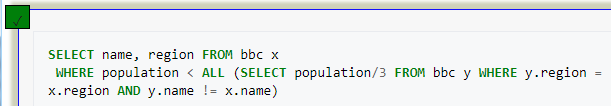 SELECT name, region FROM bbc x
WHERE population < ALL (SELECT population/3 FROM bbc y WHERE y.region =
x.region AND y.name != x.name)